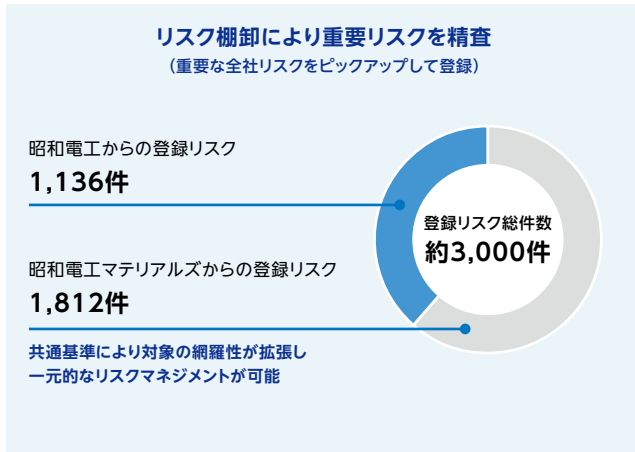 リスク棚卸により重要リスクを精査
（重要な全社リスクをピックアップして登録）
昭和電工からの登録リスク
1,136件
登録リスク総件数
約3,000件
昭和電工マテリアルズからの登録リスク
1,812件
共通基準により対象の網羅性が拡張し
一元的なリスクマネジメントが可能